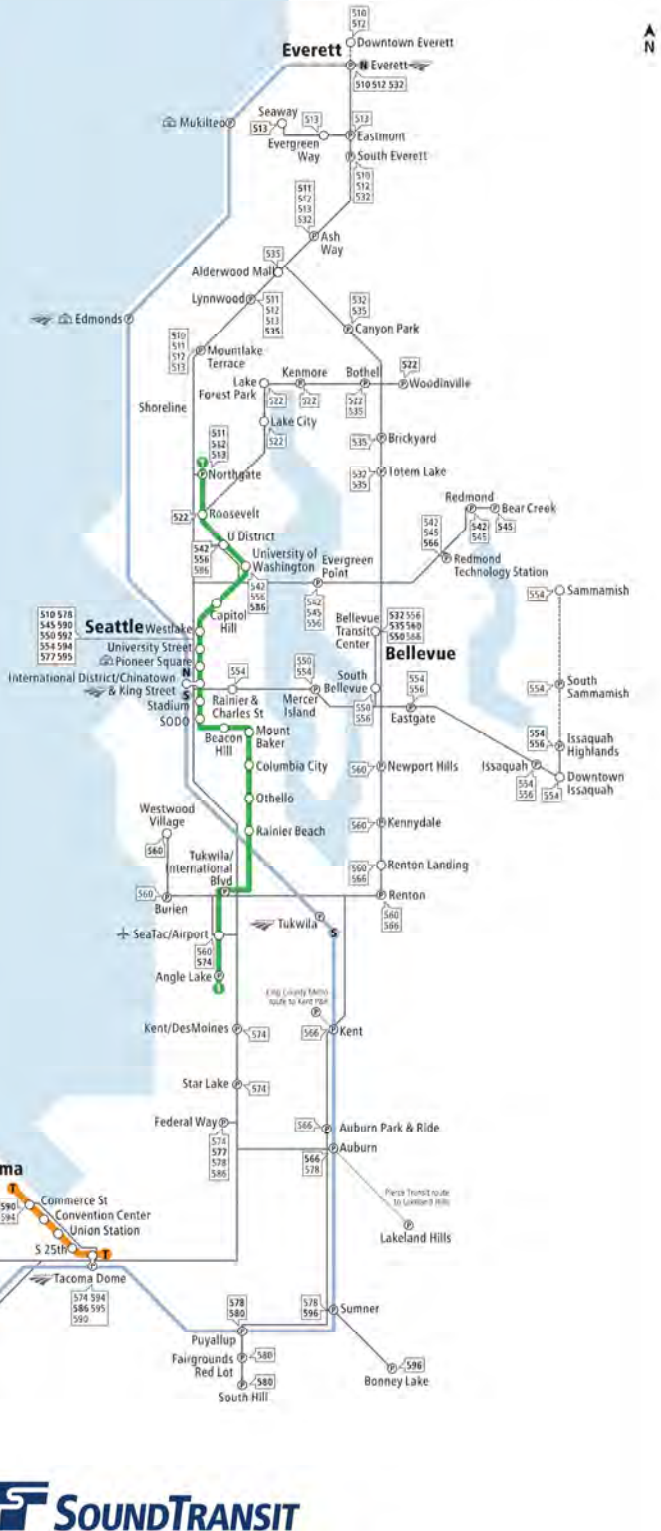 510
512
Downtown Everett
Everett
N
N Everett
510 512 532
Seaway
513
513
513
Mukilteo
Evergreen
Way
Eastmont
South Everett
510
512
532
511
512
513
532
Ash
Way
535
Alderwood Mall
Lynnwood
511
512
513
535
532
535
Canyon Park
Edmonds
510
511
512
513
Mountlake
Terrace
Lake
Forest Park
522
Kenmore
522
Bothell
522
535
522
Woodinville
Shoreline
Lake City
522
511
512
513
535
Brickyard
1
Northgate
532
535
Totem Lake
522
Roosevelt
Redmond
542
545
Bear Creek
545
U District
542
556
586
542
545
566
Redmond
Technology Station
University of
Washington
542
556
586
Evergreen
Point
542
545
556
554
Sammamish
Capitol
Hill
510 578
545 590
550 592
554 594
577 595
Seattle Westlake
University Street
Pioneer Square
Bellevue
Transit
Center
532 556
535 560
550 566
Bellevue
N
International District/Chinatown
& King Street
S
Stadium
SODO
554
Rainier &
Charles St
550
554
Mercer
Island
South
Bellevue
550
556
554
556
Eastgate
554
South
Sammamish
Beacon
Hill
Mount
Baker
554
556
Issaquah
Highlands
Columbia City
560
Newport Hills
Issaquah
554
556
554
Downtown
Issaquah
Othello
Westwood
Village
560
Rainier Beach
560
Kennydale
Tukwila/
International
Blvd
560
566
Renton Landing
560
Burien
Renton
560
566
SeaTac/Airport
560
574
Tukwila
S
Angle Lake
1
King County Metro
route to Kent P&R
Kent/DesMoines
574
566
Kent
Star Lake
574
Federal Way
574
577
578
586
566
Auburn Park & Ride
Auburn
566
578
ma
T
Commerce St
590
594
Convention Center
Union Station
S 25th
T
Pierce Transit route
to Lakeland Hills
Lakeland Hills
Tacoma Dome
574 594
586 595
590
578
580
578
596
Sumner
Puyallup
Fairgrounds
Red Lot
580
580
South Hill
596
Bonney Lake
SOUNDTRANSIT